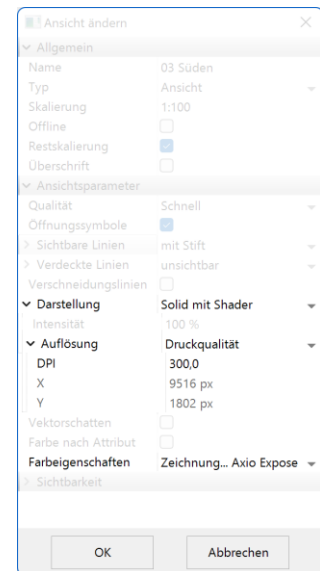 Ansicht ändern
Allgemein
Name 03 Süden
Typ Ansicht
Skalierung 1:100
Offline
Restskalierung
Überschrift
Ansichtsparameter
Qualität Schnell
Öffnungssymbole
Sichtbare Linien mit Stift
Verdeckte Linien unsichtbar
Verschneidungslinien
Darstellung Solid mit Shader
Intensität 100 %
Auflösung Druckqualität
DPI 300,0
X 9516 px
Y 1802 px
Vektorschatten
Farbe nach Attribut
Farbeigenschaften Zeichnung... Axio Expose
Sichtbarkeit
OK Abbrechen